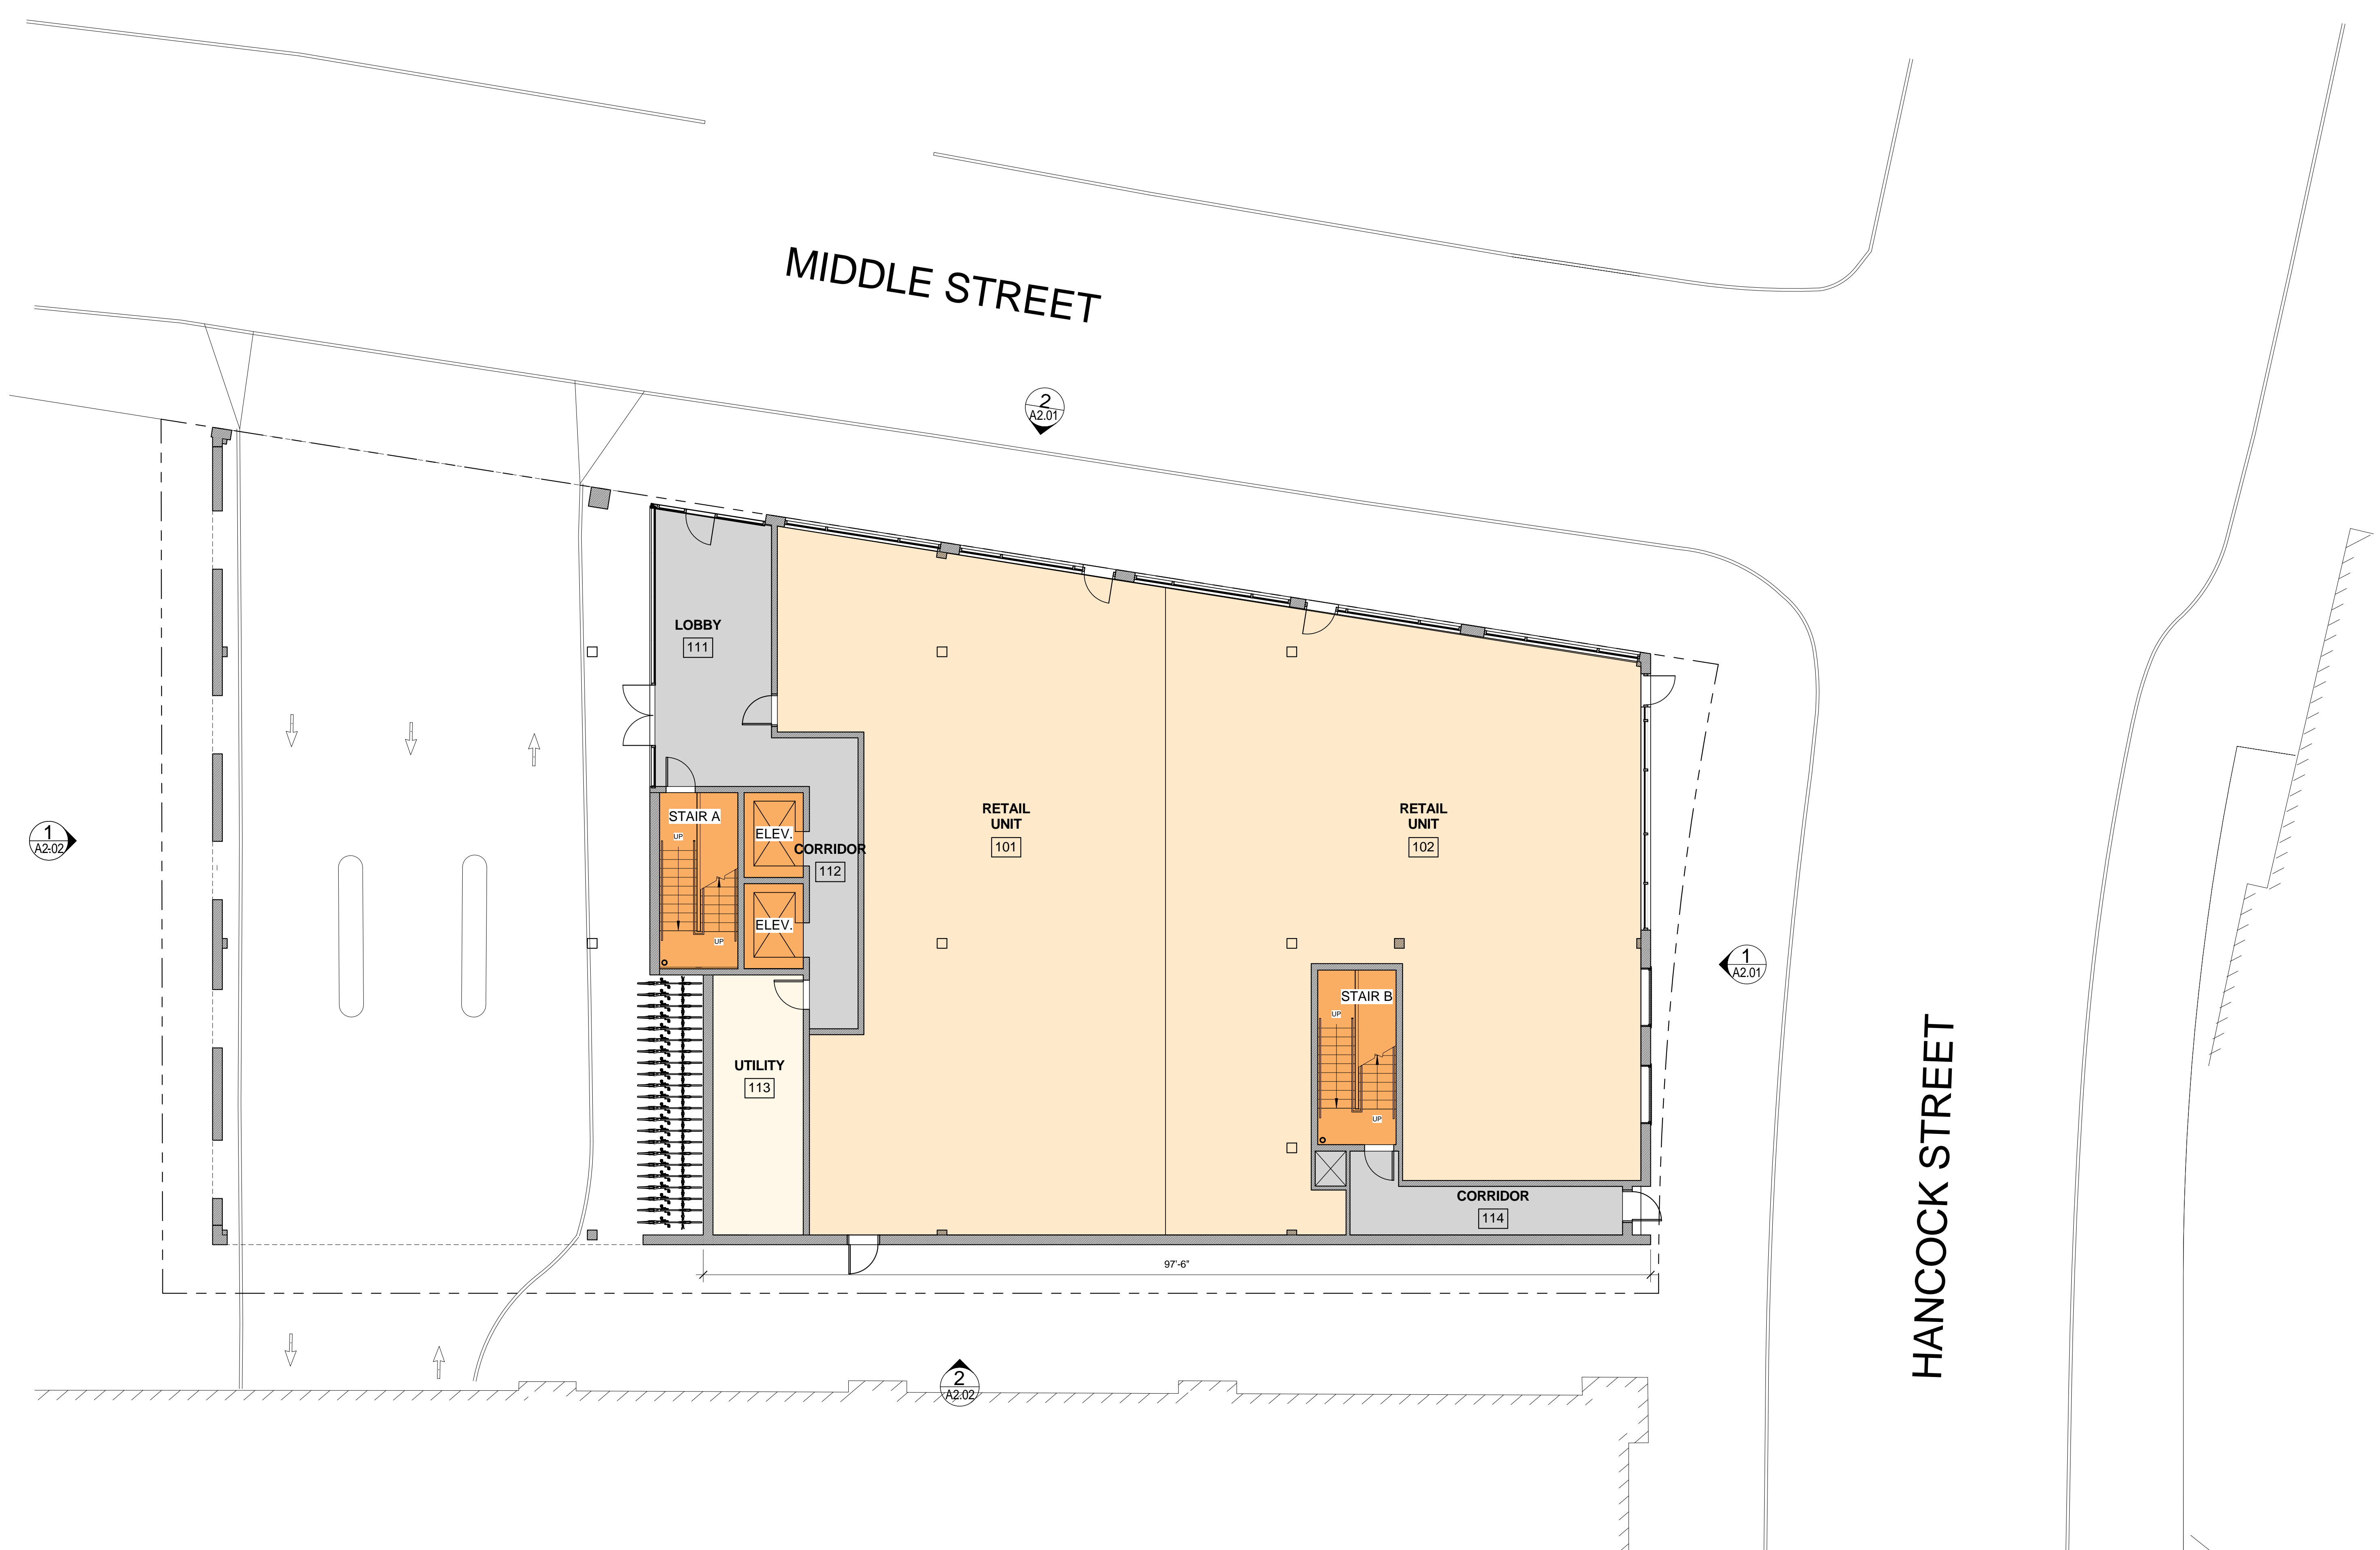 MIDDLE STREET
2
A2.01
LOBBY
111
STAIR A
UP
UP
ELEV.
ELEV.
CORRIDOR
112
RETAIL
UNIT
101
RETAIL
UNIT
102
1
A2.02
1
A2.01
STAIR B
UP
UP
UTILITY
113
CORRIDOR
114
97'-6"
2
A2.02
HANCOCK STREET